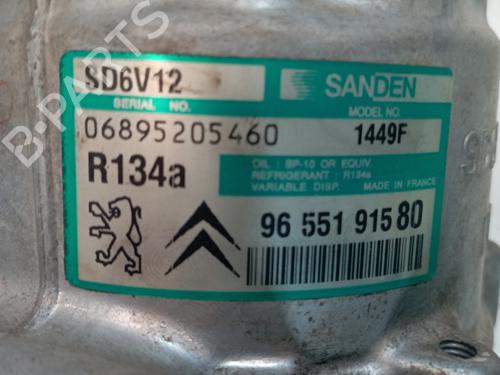 SD6V12
SANDEN
SERIAL NO.
MODEL NO.
06895205460
1449F
R134a
OIL : SP-10 OR EQUIV.
REFRIGERANT : R134a
VARIABLE DISP. MADE IN FRANCE
96 551 915 80
B-PARTS